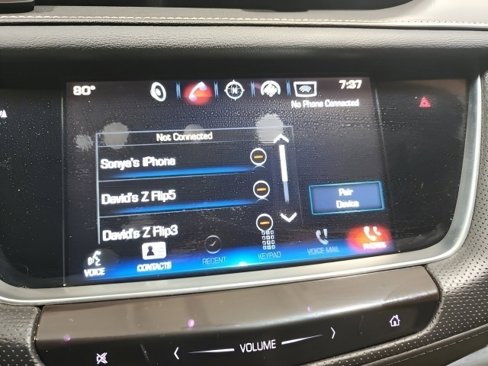 80°
7:37
No Phone Connected
Not Connected
Sonya's iPhone
David's Z Flip5
David's Z Flip3
Pair
Device
VOICE
CONTACTS
RECENT
KEYPAD
VOICE MAIL
PHONES
VOLUME